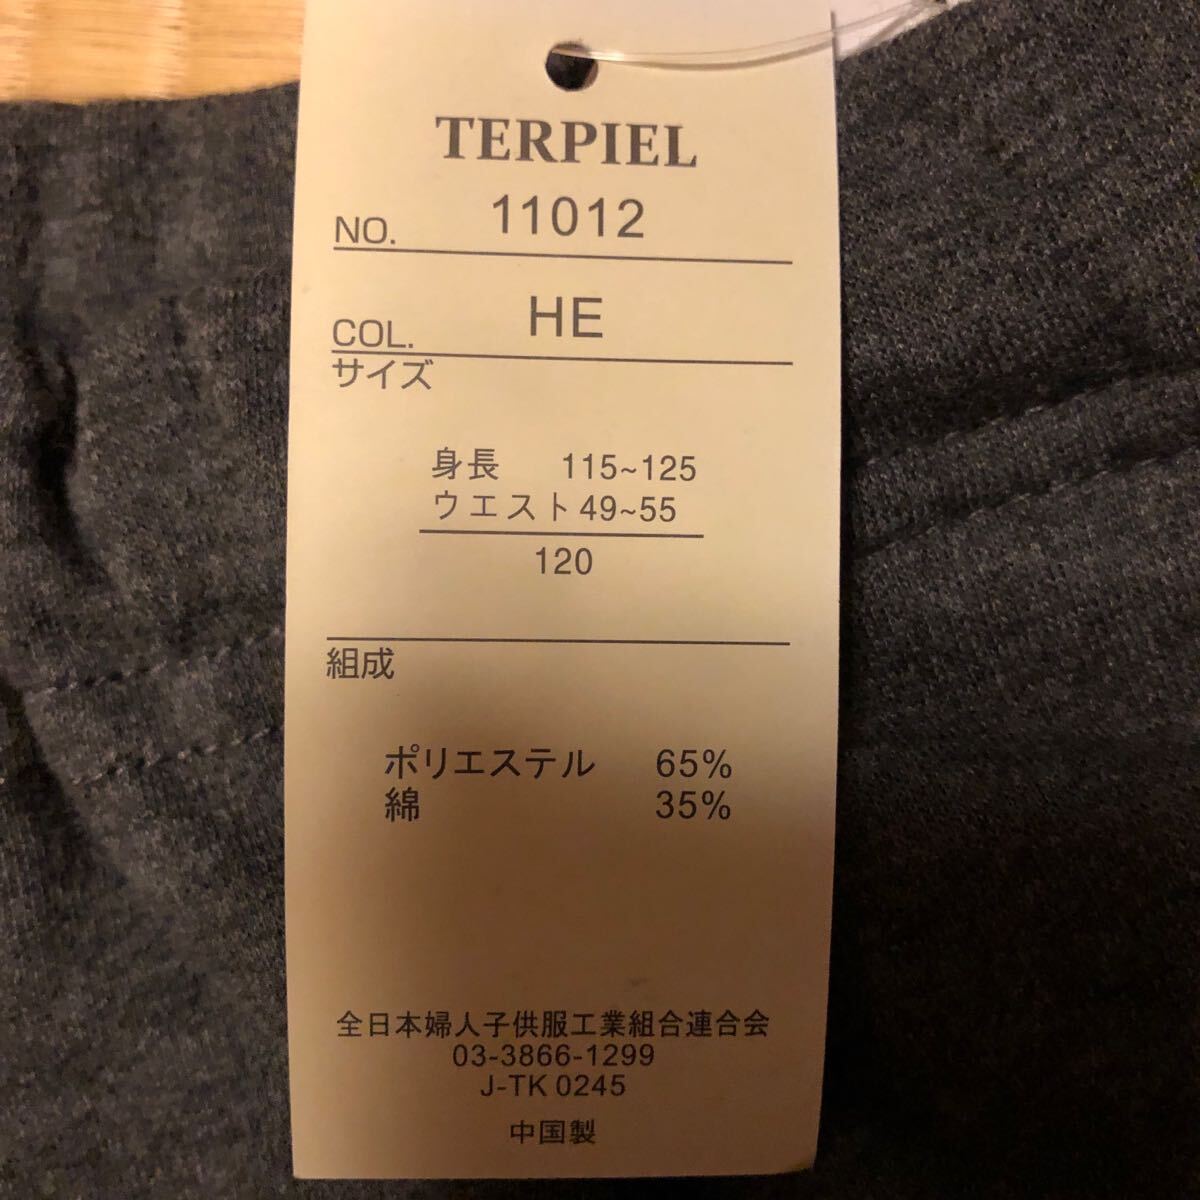 TERPIEL
NO. 11012
COL. HE
サイズ
身長 115~125
ウエスト 49~55
120
組成
ポリエステル 65%
綿 35%
全日本婦人子供服工業組合連合会
03-3866-1299
J-TK 0245
中国製